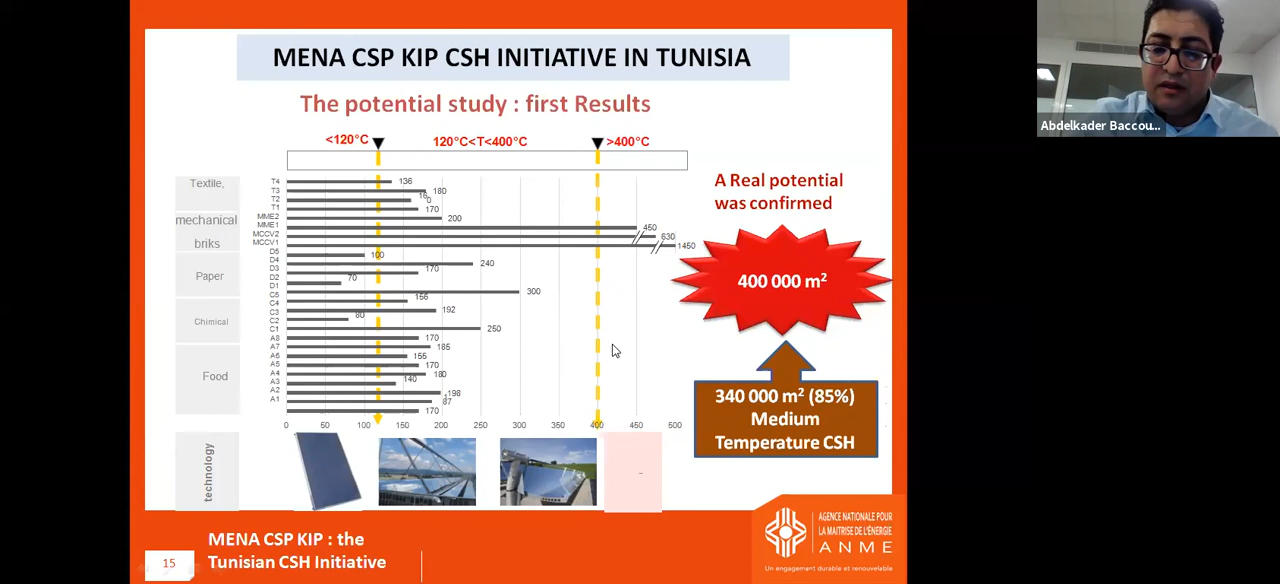 MENA CSP KIP CSH INITIATIVE IN TUNISIA
The potential study : first Results
<120°C
120°C<T<400°C
>400°C
Textile,
mechanical
briks
Paper
Chimical
Food
technology
T4
T3
T2
T1
MME2
MME1
MCCV2
MCCV1
D5
D4
D3
D2
D1
C5
C4
C3
C2
C1
A8
A7
A6
A5
A4
A3
A2
A1
136
180
16
0
170
200
450
630
1450
100
240
170
70
300
156
192
80
250
170
185
155
170
180
140
198
87
170
0 50 100 150 200 250 300 350 400 450 500
A Real potential
was confirmed
400 000 m²
340 000 m² (85%)
Medium
Temperature CSH
15
MENA CSP KIP : the
Tunisian CSH Initiative
AGENCE NATIONALE POUR
LA MAITRISE DE L'ÉNERGIE
ANME
Un engagement durable et renouvelable
Abdelkader Baccou...